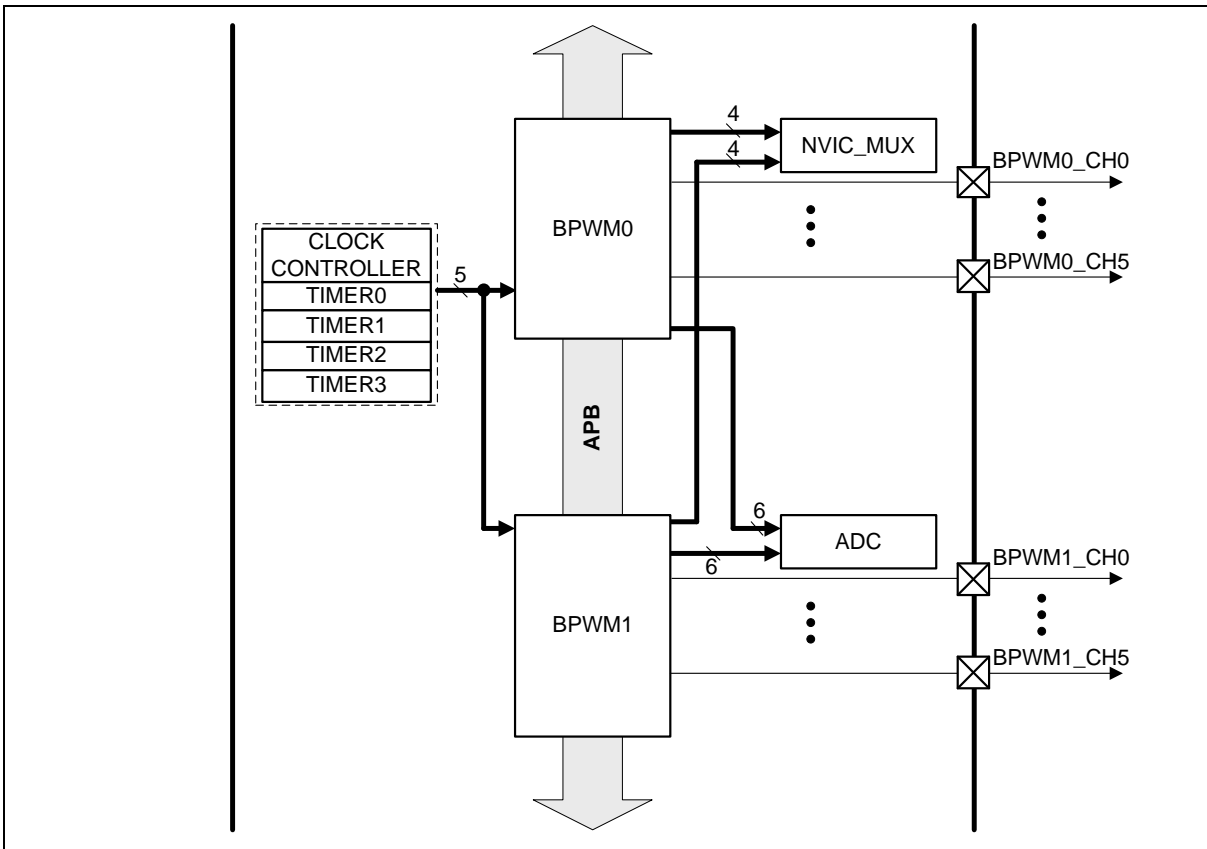 4
NVIC_MUX
4
BPWM0_CH0
BPWM0
CLOCK
CONTROLLER
TIMER0
TIMER1
TIMER2
TIMER3
5
BPWM0_CH5
APB
6
ADC
6
BPWM1_CH0
BPWM1
BPWM1_CH5